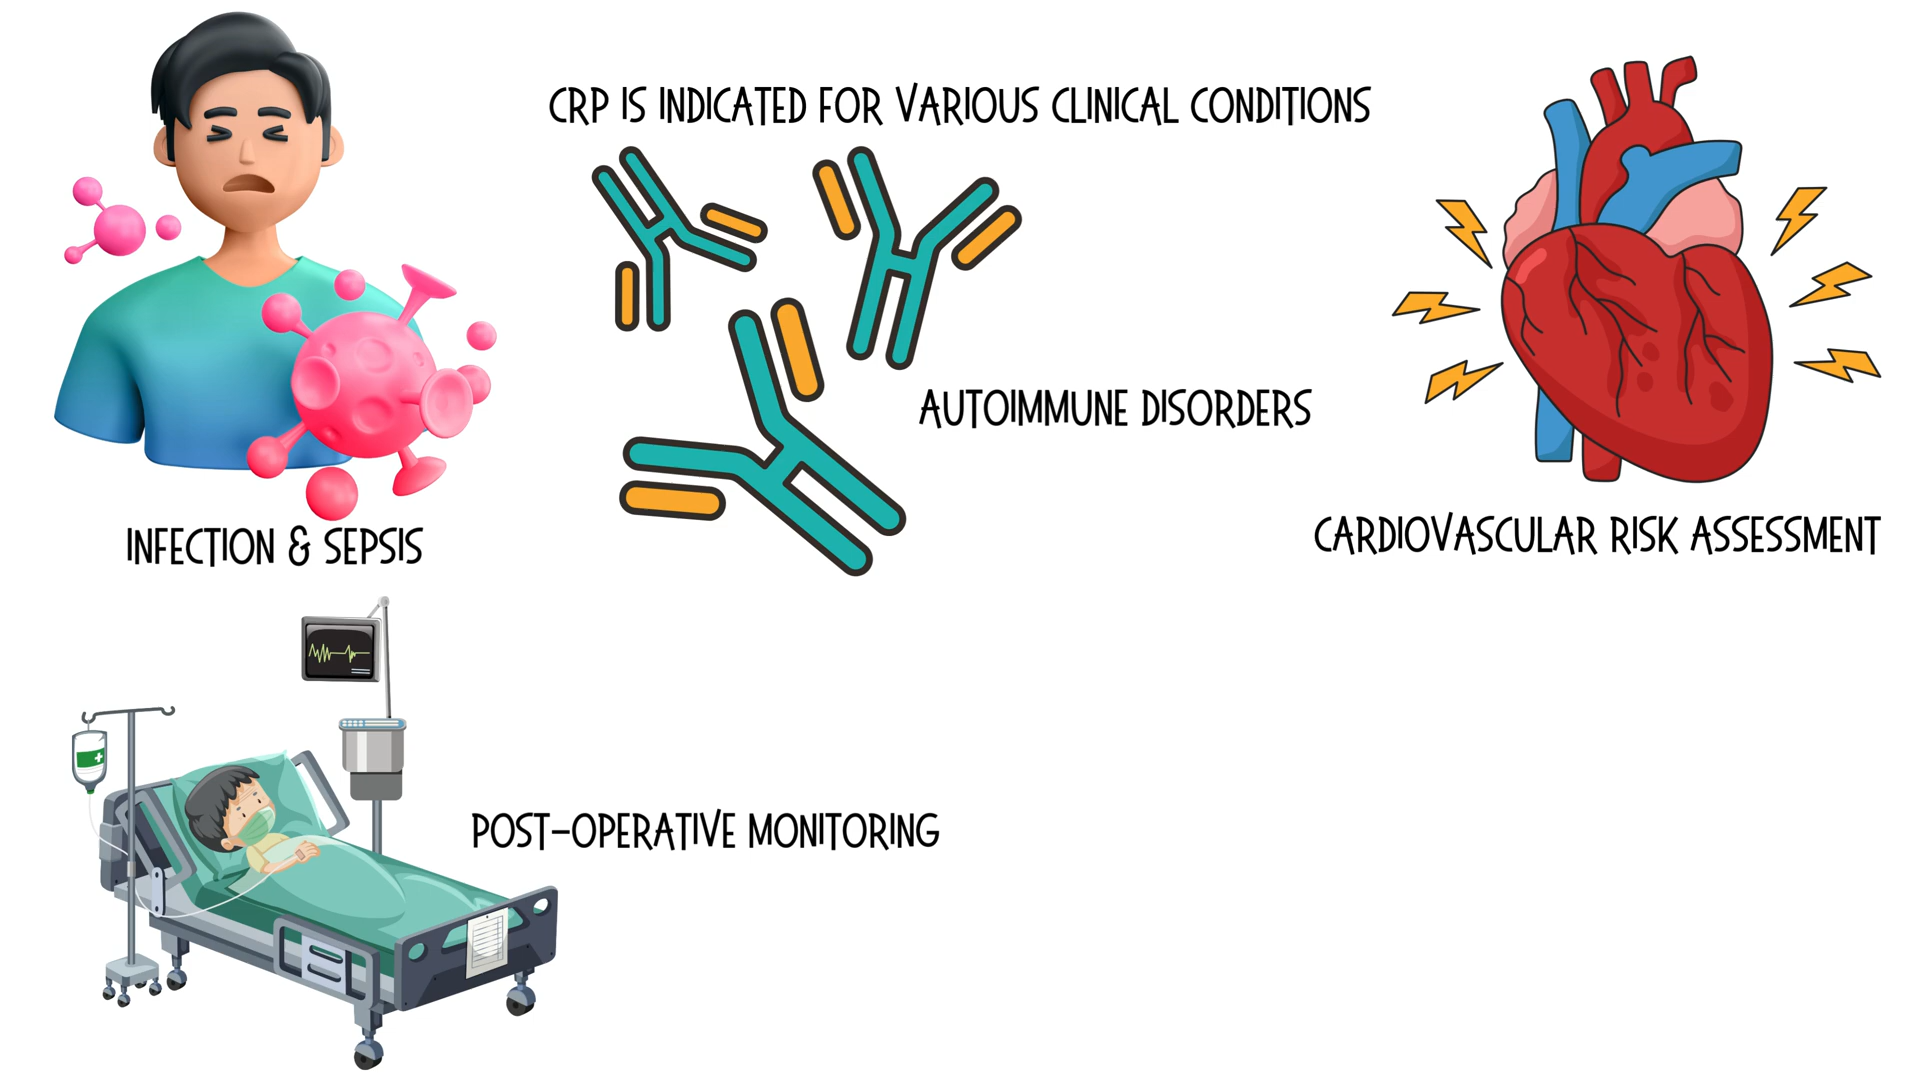 CRP IS INDICATED FOR VARIOUS CLINICAL CONDITIONS
INFECTION & SEPSIS
AUTOIMMUNE DISORDERS
CARDIOVASCULAR RISK ASSESSMENT
POST-OPERATIVE MONITORING